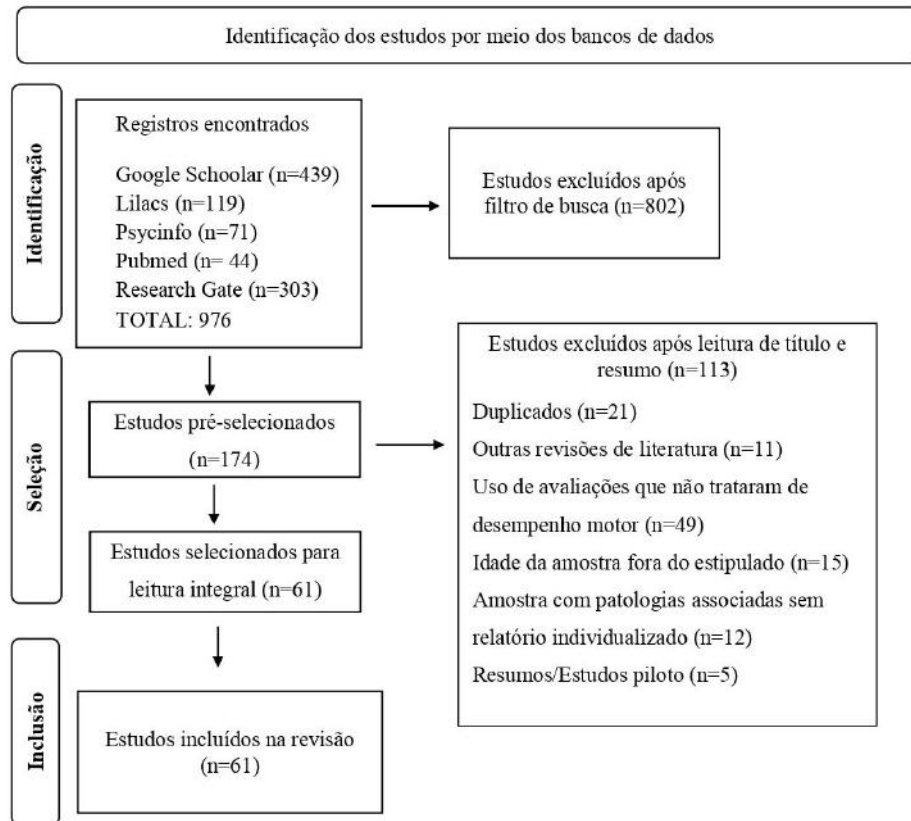 Identificação dos estudos por meio dos bancos de dados
Identificação
Registros encontrados
Google Schoolar (n=439)
Lilacs (n=119)
Psycinfo (n=71)
Pubmed (n= 44)
Research Gate (n=303)
TOTAL: 976
Estudos excluídos após
filtro de busca (n=802)
Seleção
Estudos pré-selecionados
(n=174)
Estudos excluídos após leitura de título e
resumo (n=113)
Duplicados (n=21)
Outras revisões de literatura (n=11)
Uso de avaliações que não trataram de
desempenho motor (n=49)
Idade da amostra fora do estipulado (n=15)
Amostra com patologias associadas sem
relatório individualizado (n=12)
Resumos/Estudos piloto (n=5)
Estudos selecionados para
leitura integral (n=61)
Inclusão
Estudos incluídos na revisão
(n=61)